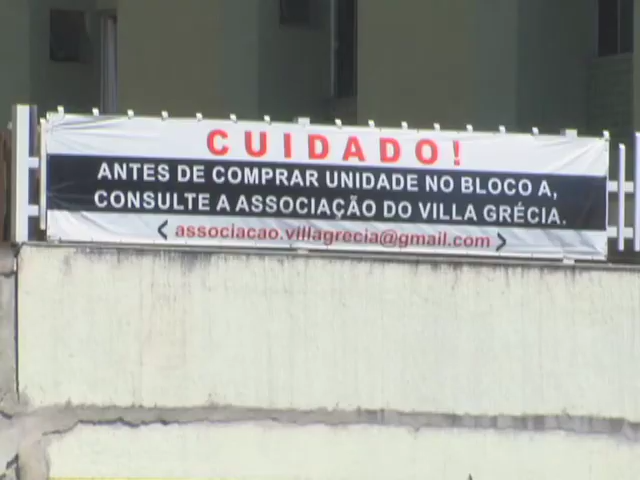 CUIDADO!
ANTES DE COMPRAR UNIDADE NO BLOCO A,
CONSULTE A ASSOCIAÇÃO DO VILLA GRÉCIA.
<associacao.villagrecia@gmail.com>